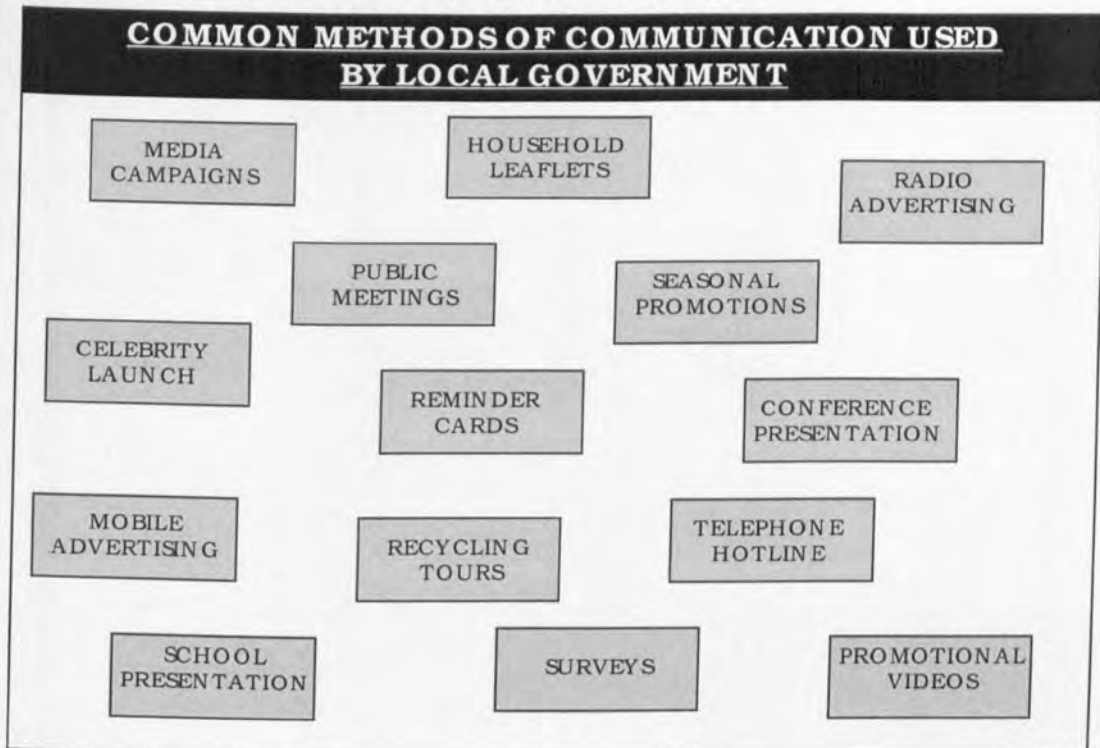 COMMON METHODS OF COMMUNICATION USED
BY LOCAL GOVERNMENT
MEDIA
CAMPAIGNS
HOUSEHOLD
LEAFLETS
RADIO
ADVERTISING
PUBLIC
MEETINGS
SEASONAL
PROMOTIONS
CELEBRITY
LAUNCH
REMINDER
CARDS
CONFERENCE
PRESENTATION
MOBILE
ADVERTISING
RECYCLING
TOURS
TELEPHONE
HOTLINE
SCHOOL
PRESENTATION
SURVEYS
PROMOTIONAL
VIDEOS